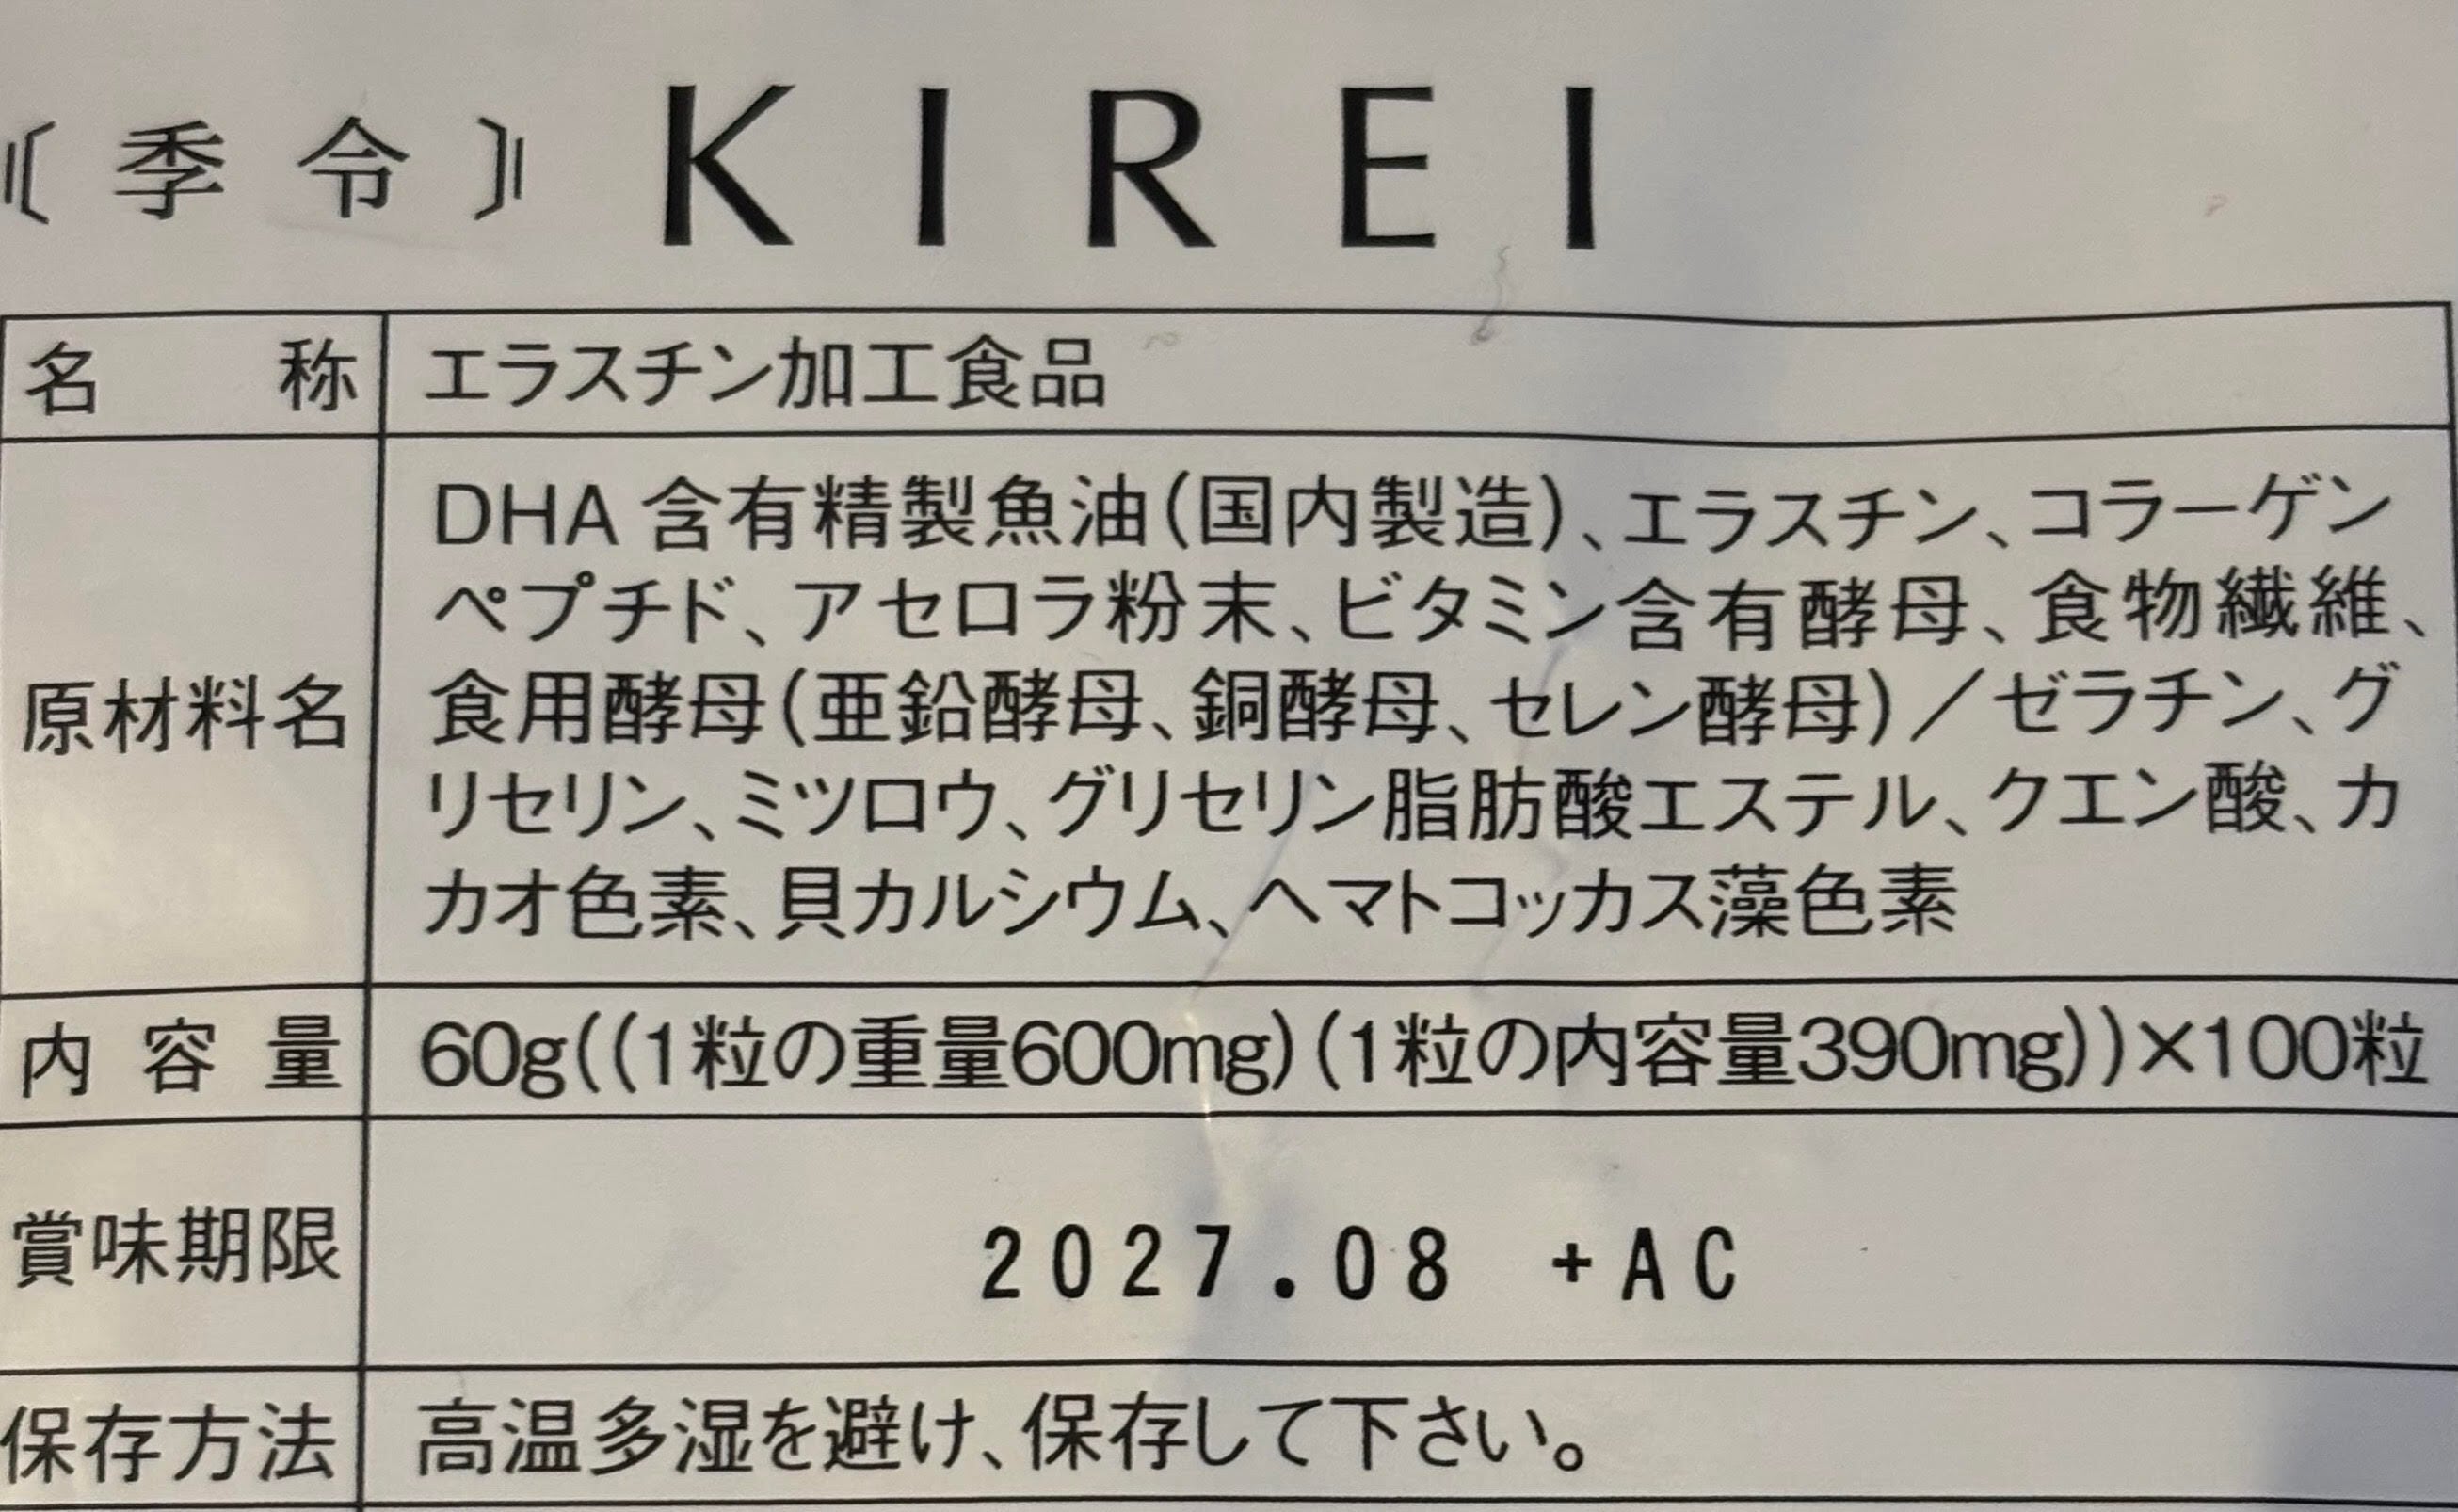 〘季令〙KIREI
名称 エラスチン加工食品
原材料名
DHA含有精製魚油(国内製造)、エラスチン、コラーゲン
ペプチド、アセロラ粉末、ビタミン含有酵母、食物繊維、
食用酵母(亜鉛酵母、銅酵母、セレン酵母)／ゼラチン、グ
リセリン、ミツロウ、グリセリン脂肪酸エステル、クエン酸、カ
カオ色素、貝カルシウム、ヘマトコッカス藻色素
内容量 60g((1粒の重量600mg)(1粒の内容量390mg))×100粒
賞味期限 2027.08 +AC
保存方法 高温多湿を避け、保存して下さい。